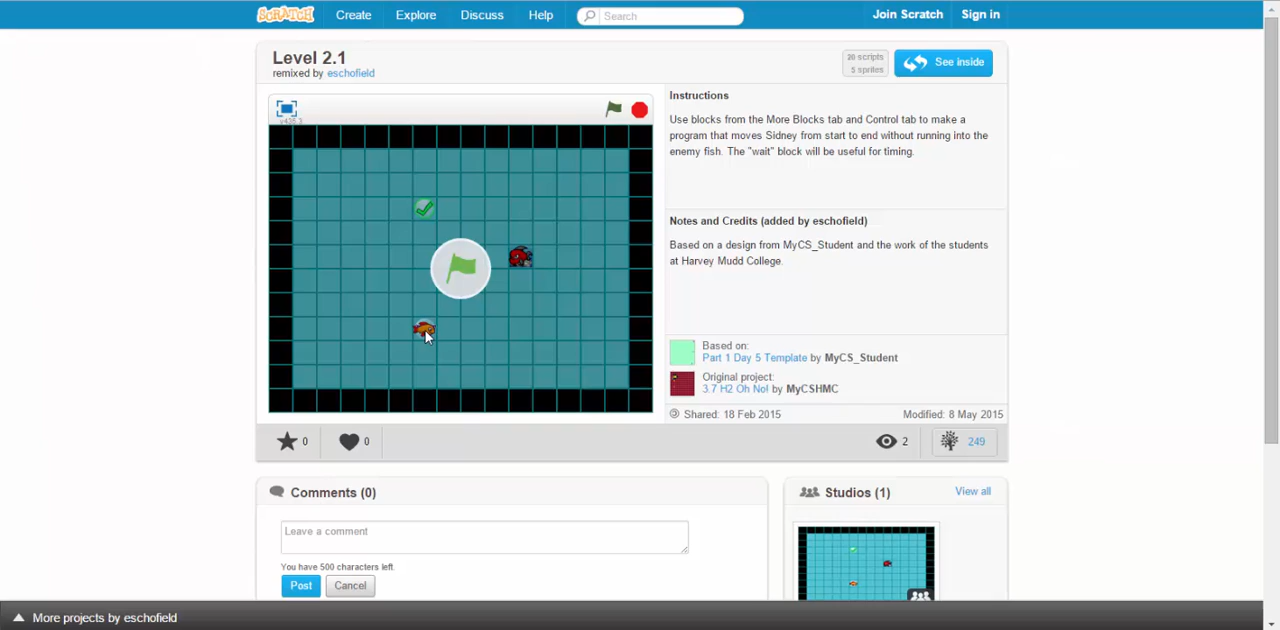 SCRATCH Create Explore Discuss Help Search Join Scratch Sign in
Level 2.1
remixed by eschofield
20 scripts
5 sprites
See inside
v435.3
Instructions
Use blocks from the More Blocks tab and Control tab to make a
program that moves Sidney from start to end without running into the
enemy fish. The "wait" block will be useful for timing.
Notes and Credits (added by eschofield)
Based on a design from MyCS_Student and the work of the students
at Harvey Mudd College.
Based on:
Part 1 Day 5 Template by MyCS_Student
Original project:
3.7 H2 Oh No! by MyCSHMC
Shared: 18 Feb 2015 Modified: 8 May 2015
0 0 2 249
Comments (0)
Leave a comment
You have 500 characters left.
Post Cancel
Studios (1) View all
More projects by eschofield